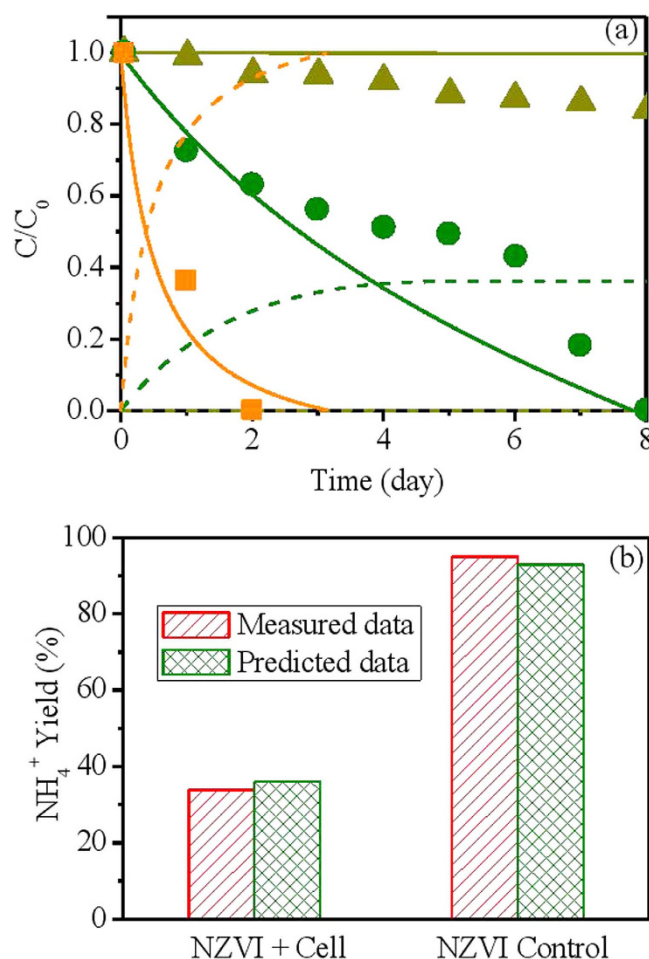 (a)
1.0
0.8
0.6
0.4
0.2
0.0
C/C₀
0 2 4 6 8
Time (day)
(b)
100
80
60
40
20
0
NH₄⁺ Yield (%)
Measured data
Predicted data
NZVI + Cell NZVI Control